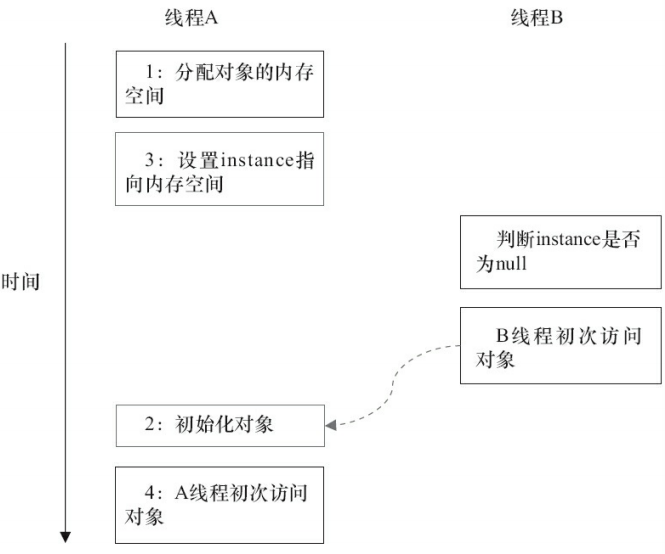 线程A
线程B
1：分配对象的内存
空间
3：设置instance指
向内存空间
判断instance是否
为null
时间
B线程初次访问
对象
2：初始化对象
4：A线程初次访问
对象